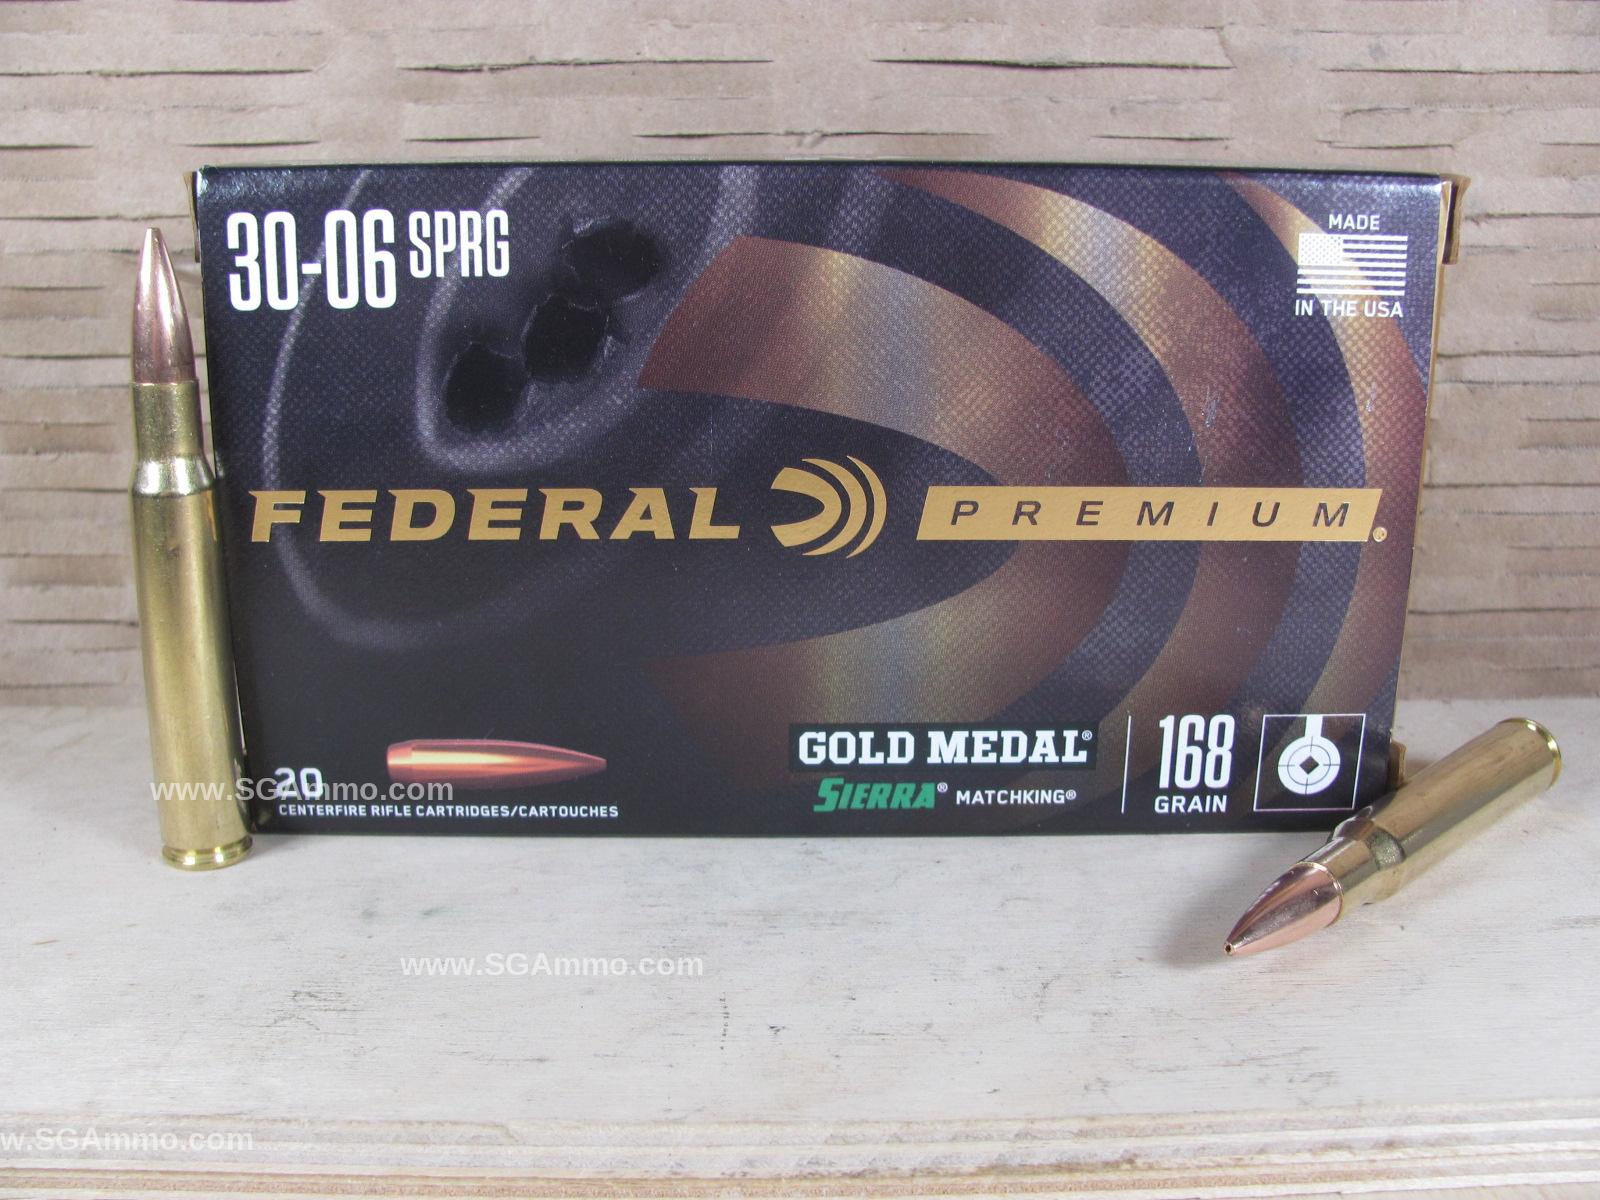 30-06 SPRG
MADE
IN THE USA
FEDERAL PREMIUM®
20
CENTERFIRE RIFLE CARTRIDGES/CARTOUCHES
GOLD MEDAL®
SIERRA® MATCHKING®
168
GRAIN
www.SGAmmo.com
www.SGAmmo.com
w.SGAmmo.com